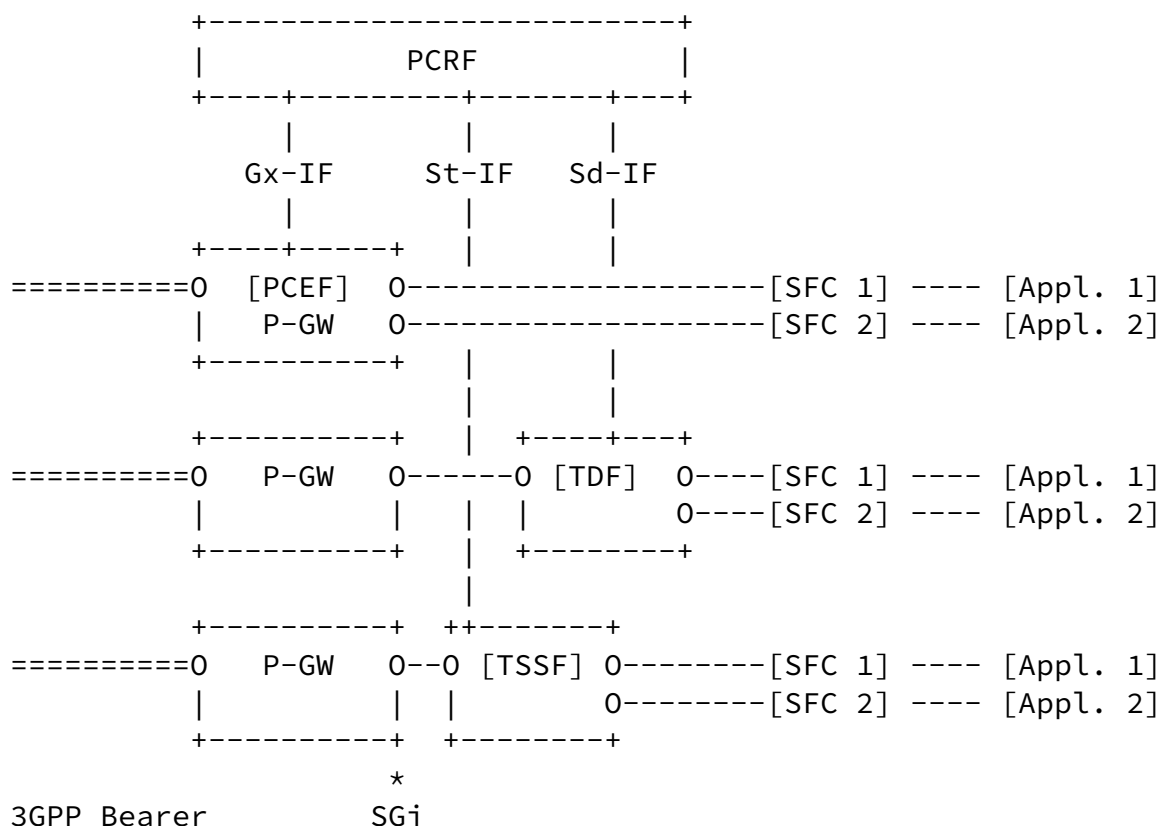 PCRF
Gx-IF St-IF Sd-IF
[PCEF] [SFC 1] ---- [Appl. 1]
P-GW [SFC 2] ---- [Appl. 2]
P-GW [TDF] [SFC 1] ---- [Appl. 1]
[SFC 2] ---- [Appl. 2]
P-GW [TSSF] [SFC 1] ---- [Appl. 1]
[SFC 2] ---- [Appl. 2]
*
3GPP Bearer SGi